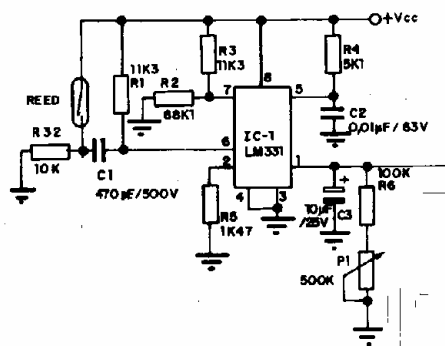 +Vcc
11K3
R1
R3
11K3
R4
5K1
R2
68K1
REED
7
8
5
C2
0,01µF/63V
IC-1
LM331
R32
10K
C1
470pF/500V
6
2
1
4
3
R5
1K47
+
10µF
/25V
C3
100K
R6
P1
500K